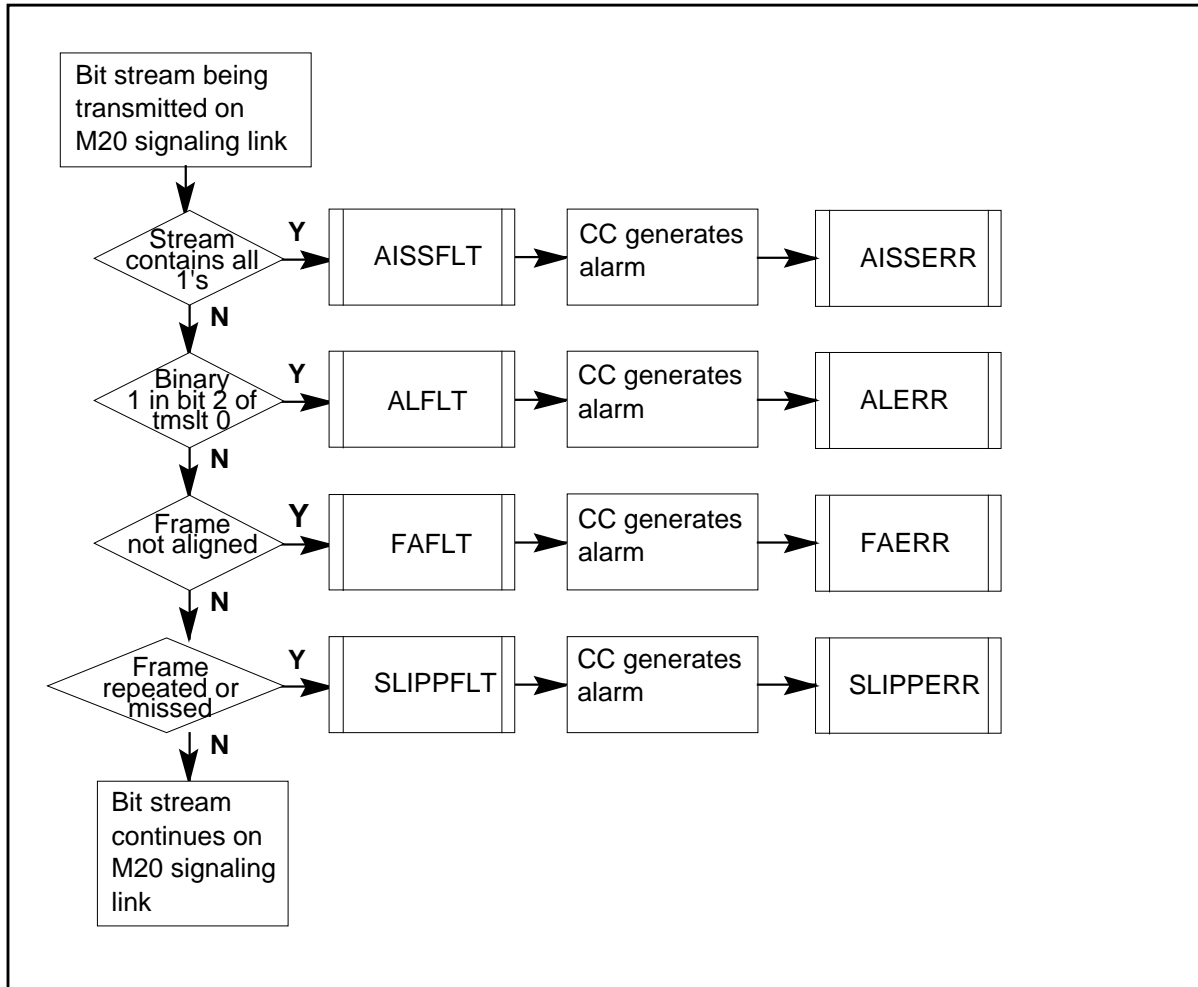 Bit stream being
transmitted on
M20 signaling link
Stream
contains all
1's
Y
AISSFLT
CC generates
alarm
AISSERR
N
Binary
1 in bit 2 of
tmslt 0
Y
ALFLT
CC generates
alarm
ALERR
N
Frame
not aligned
Y
FAFLT
CC generates
alarm
FAERR
N
Frame
repeated or
missed
Y
SLIPPFLT
CC generates
alarm
SLIPPERR
N
Bit stream
continues on
M20 signaling
link